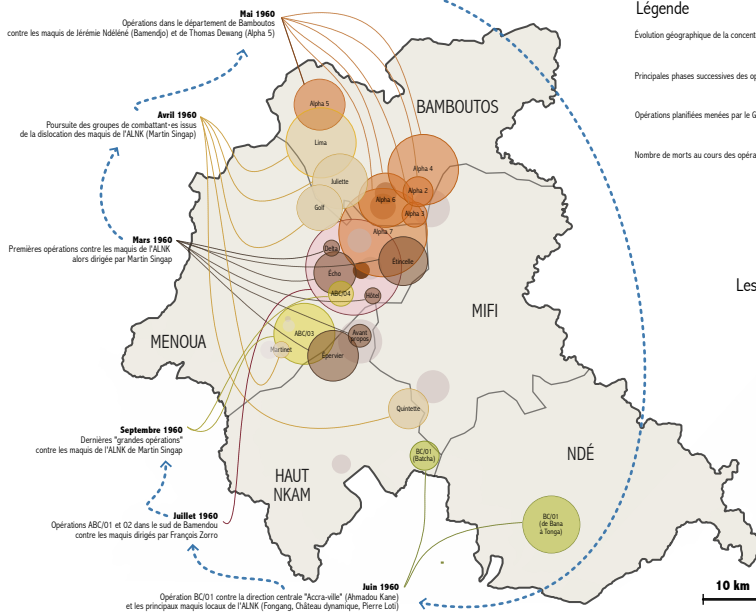 Mai 1960
Opérations dans le département de Bamboutos
contre les maquis de Jérémie Ndéléné (Bamendjo) et de Thomas Dewang (Alpha 5)
Légende
Évolution géographique de la concent
Principales phases successives des op
Opérations planifiées menées par le G
Nombre de morts au cours des opéra
Avril 1960
Poursuite des groupes de combattant·es issus
de la dislocation des maquis de l'ALNK (Martin Singap)
Mars 1960
Premières opérations contre les maquis de l'ALNK
alors dirigée par Martin Singap
Les
BAMBOUTOS
Alpha 5
Lima
Juliette
Golf
Alpha 4
Alpha 2
Alpha 6
Alpha 3
Alpha 7
Delta
Étincelle
Écho
ABC/04
Hôtel
MIFI
MENOUA
ABC/03
Avant
propos
Martinet
Épervier
Quintette
Septembre 1960
Dernières "grandes opérations"
contre les maquis de l'ALNK de Martin Singap
BC/01
(Batcha)
NDÉ
HAUT
NKAM
Juillet 1960
Opérations ABC/01 et 02 dans le sud de Bamendou
contre les maquis dirigés par François Zorro
BC/01
(de Bana
à Tonga)
Juin 1960
Opération BC/01 contre la direction centrale "Accra-ville" (Ahmadou Kane)
et les principaux maquis locaux de l'ALNK (Fongang, Château dynamique, Pierre Loti)
10 km